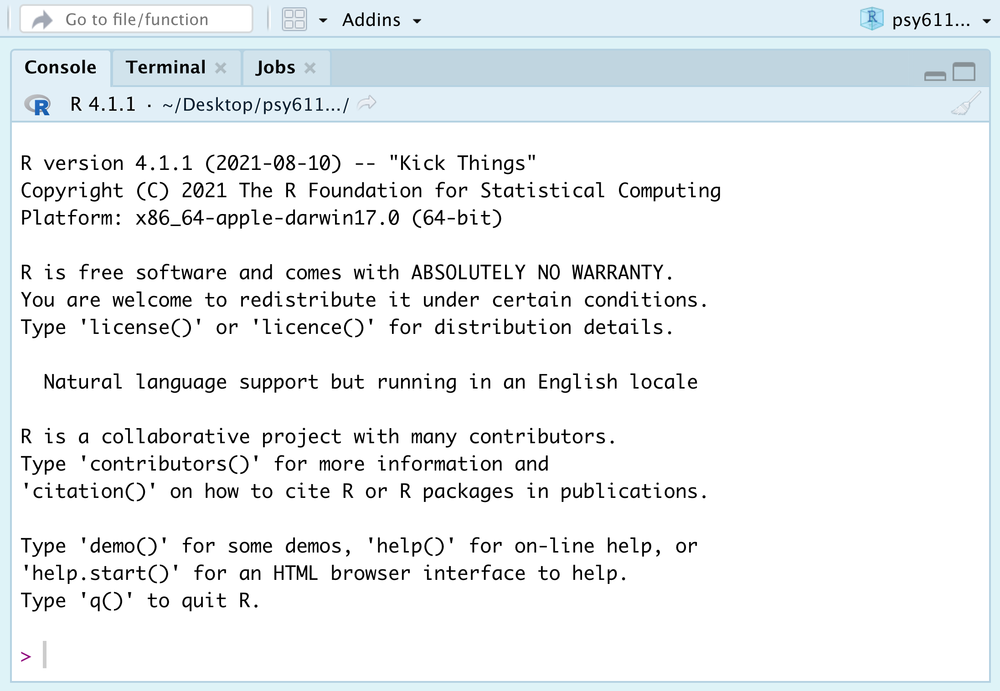 Go to file/function Addins psy611...
Console Terminal Jobs
R 4.1.1 · ~/Desktop/psy611.../
R version 4.1.1 (2021-08-10) -- "Kick Things"
Copyright (C) 2021 The R Foundation for Statistical Computing
Platform: x86_64-apple-darwin17.0 (64-bit)
R is free software and comes with ABSOLUTELY NO WARRANTY.
You are welcome to redistribute it under certain conditions.
Type 'license()' or 'licence()' for distribution details.
Natural language support but running in an English locale
R is a collaborative project with many contributors.
Type 'contributors()' for more information and
'citation()' on how to cite R or R packages in publications.
Type 'demo()' for some demos, 'help()' for on-line help, or
'help.start()' for an HTML browser interface to help.
Type 'q()' to quit R.
>